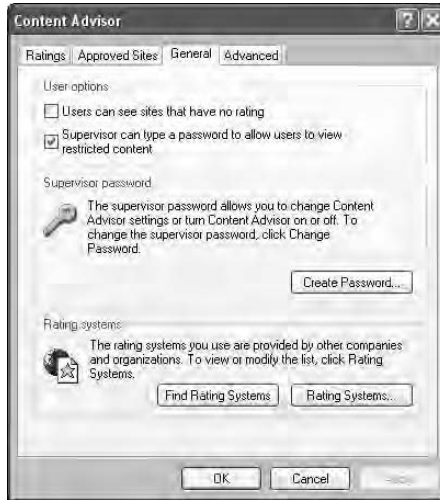 Content Advisor
Ratings Approved Sites General Advanced
User options
Users can see sites that have no rating
Supervisor can type a password to allow users to view
restricted content
Supervisor password
The supervisor password allows you to change Content
Advisor settings or turn Content Advisor on or off. To
change the supervisor password, click Change
Password.
Create Password...
Rating systems
The rating systems you use are provided by other companies
and organizations. To view or modify the list, click Rating
Systems.
Find Rating Systems Rating Systems...
OK Cancel